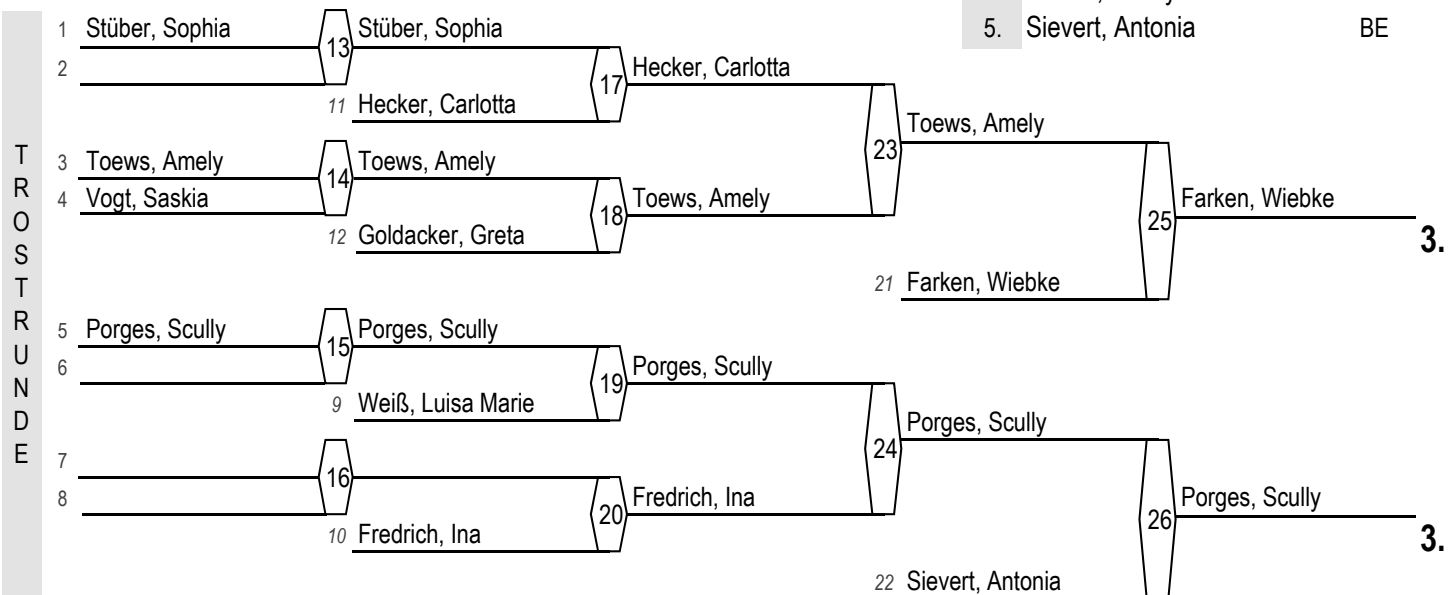 5. Sievert, Antonia BE
1 Stüber, Sophia 13 Stüber, Sophia
2
17 Hecker, Carlotta
11 Hecker, Carlotta
23 Toews, Amely
3 Toews, Amely 14 Toews, Amely
4 Vogt, Saskia
18 Toews, Amely
12 Goldacker, Greta
25 Farken, Wiebke
3.
21 Farken, Wiebke
5 Porges, Scully 15 Porges, Scully
6
19 Porges, Scully
9 Weiß, Luisa Marie
24 Porges, Scully
7
16
8
20 Fredrich, Ina
10 Fredrich, Ina
26 Porges, Scully
3.
22 Sievert, Antonia
TROSTRUNDE